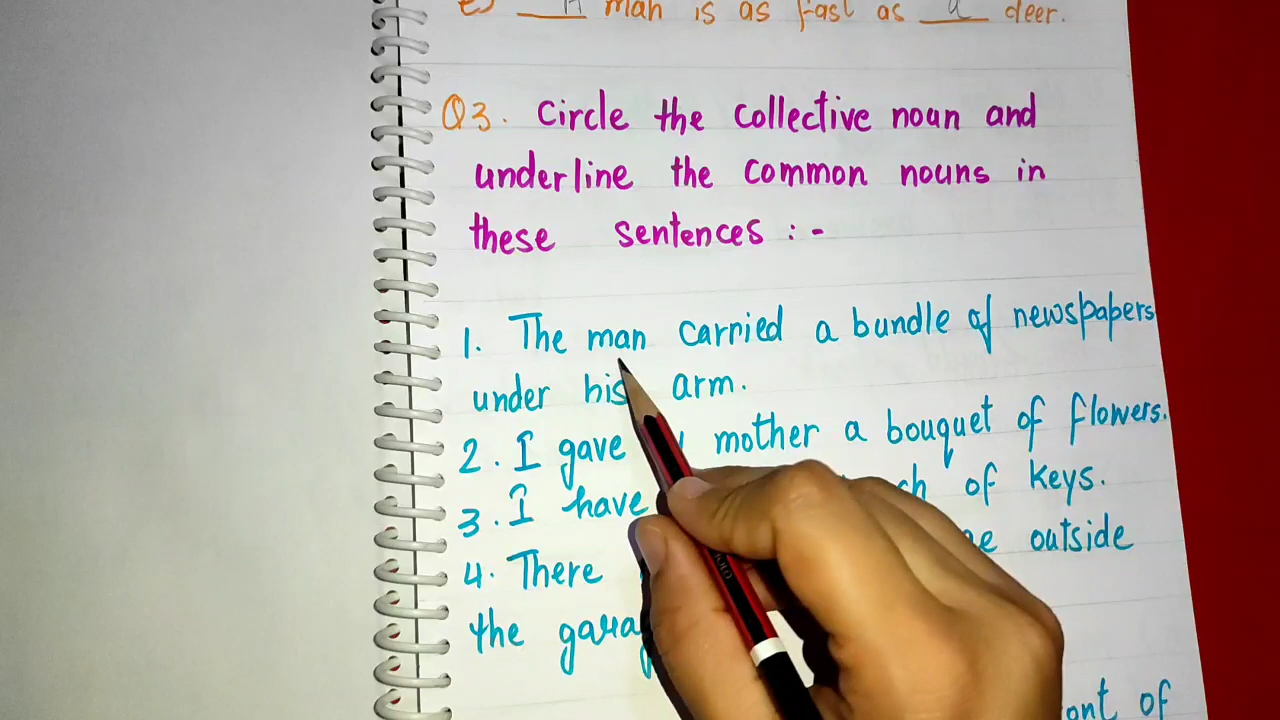 man is as fast as a deer.
Q3. Circle the collective noun and
underline the common nouns in
these sentences :-
1. The man carried a bundle of newspapers
under his arm.
2. I gave mother a bouquet of flowers.
3. I have of keys.
4. There outside
the
of